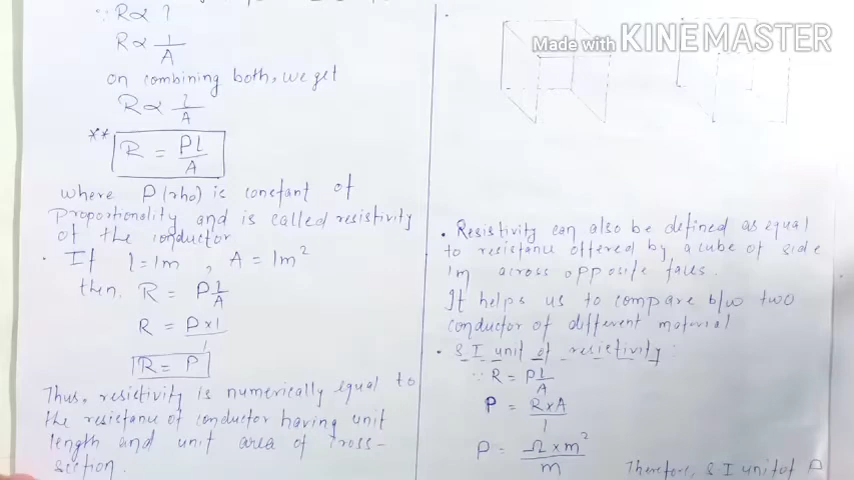 ∵ R ∝ l
R ∝ 1/A
on combining both, we get
R ∝ l/A
** R = ρl/A
where ρ (rho) is constant of
proportionality and is called resistivity
of the conductor
· If l = 1m , A = 1m²
then, R = ρ l/A
R = ρ×1/1
R = ρ
Thus, resistivity is numerically equal to
the resistance of conductor having unit
length and unit area of cross-
section.
Made with KINEMASTER
· Resistivity can also be defined as equal
to resistance offered by a cube of side
1m across opposite faces.
It helps us to compare b/w two
conductor of different material
· S I unit of resistivity :
∵ R = ρl/A
ρ = R×A/l
ρ = Ω×m²/m
Therefore, S.I unit of ρ